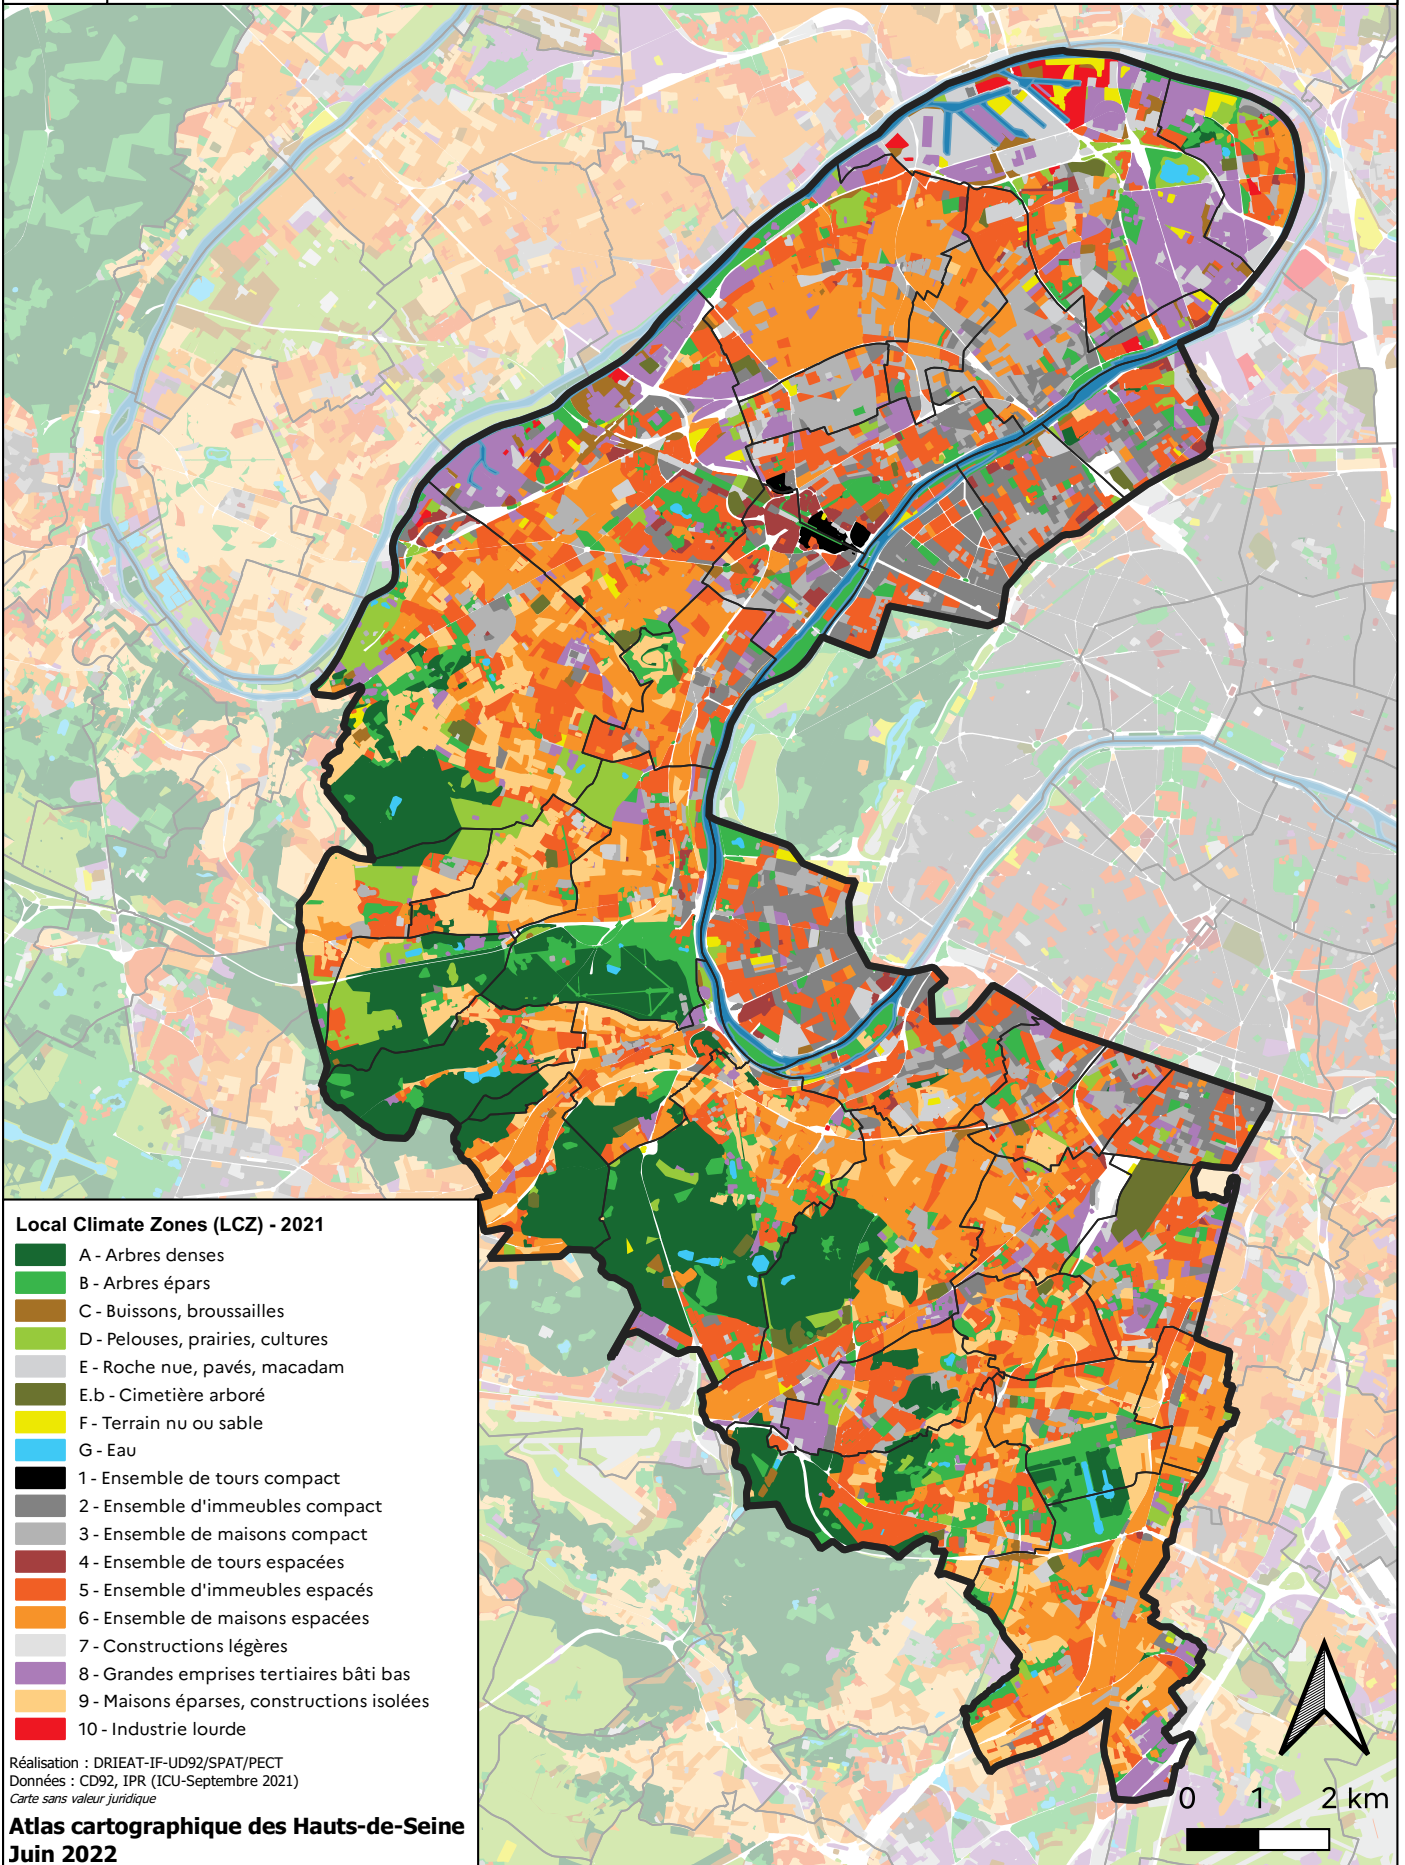 Local Climate Zones (LCZ) - 2021
A - Arbres denses
B - Arbres épars
C - Buissons, broussailles
D - Pelouses, prairies, cultures
E - Roche nue, pavés, macadam
E.b - Cimetière arboré
F - Terrain nu ou sable
G - Eau
1 - Ensemble de tours compact
2 - Ensemble d'immeubles compact
3 - Ensemble de maisons compact
4 - Ensemble de tours espacées
5 - Ensemble d'immeubles espacés
6 - Ensemble de maisons espacées
7 - Constructions légères
8 - Grandes emprises tertiaires bâti bas
9 - Maisons éparses, constructions isolées
10 - Industrie lourde
Réalisation : DRIEAT-IF-UD92/SPAT/PECT
Données : CD92, IPR (ICU-Septembre 2021)
Carte sans valeur juridique
Atlas cartographique des Hauts-de-Seine
Juin 2022
0 1 2 km